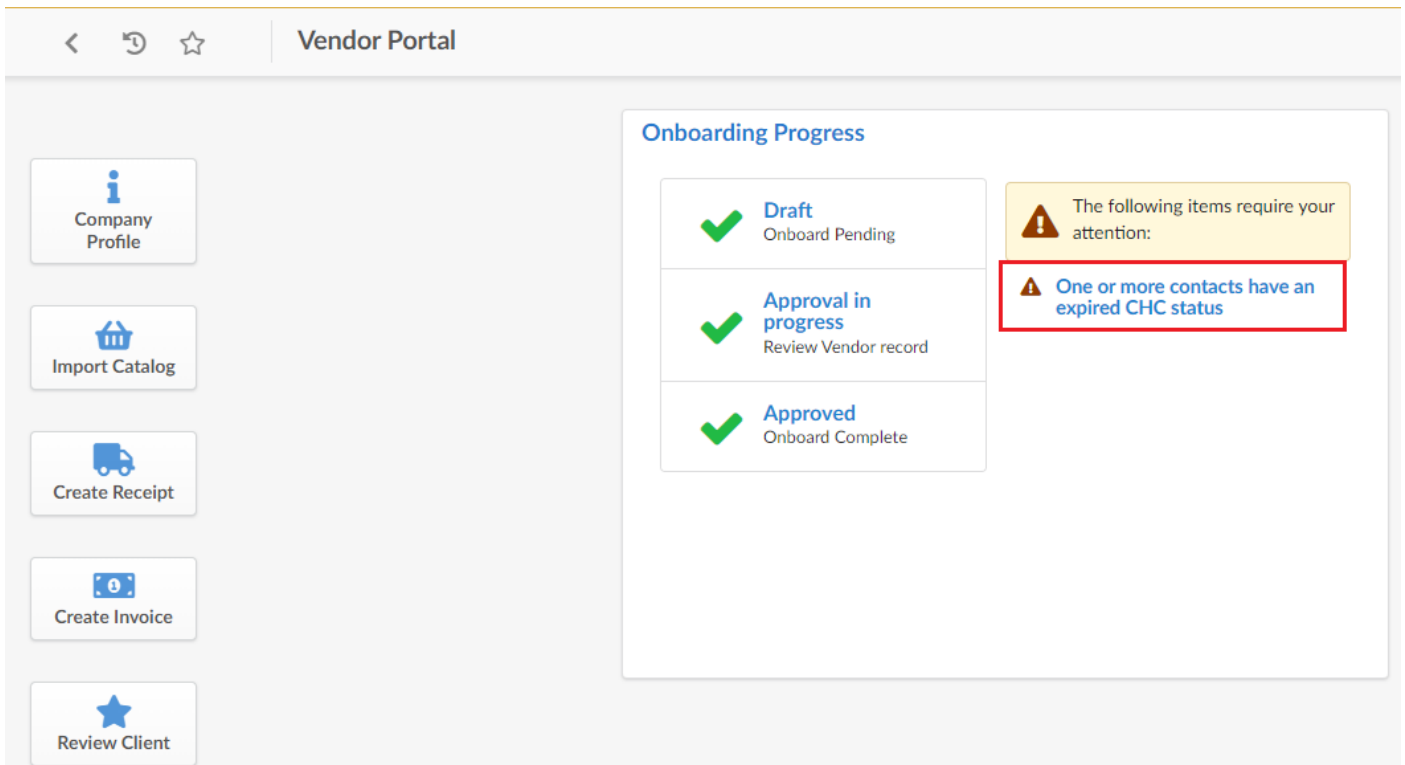 Vendor Portal
Company
Profile
Import Catalog
Create Receipt
Create Invoice
Review Client
Onboarding Progress
Draft
Onboard Pending
Approval in
progress
Review Vendor record
Approved
Onboard Complete
The following items require your
attention:
One or more contacts have an
expired CHC status